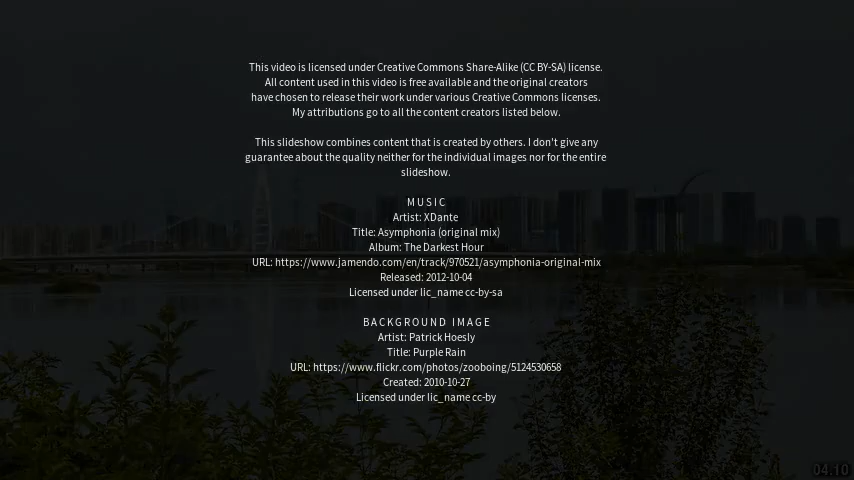 This video is licensed under Creative Commons Share-Alike (CC BY-SA) license.
All content used in this video is free available and the original creators
have chosen to release their work under various Creative Commons licenses.
My attributions go to all the content creators listed below.
This slideshow combines content that is created by others. I don't give any
guarantee about the quality neither for the individual images nor for the entire
slideshow.
MUSIC
Artist: XDante
Title: Asymphonia (original mix)
Album: The Darkest Hour
URL: https://www.jamendo.com/en/track/970521/asymphonia-original-mix
Released: 2012-10-04
Licensed under lic_name cc-by-sa
BACKGROUND IMAGE
Artist: Patrick Hoesly
Title: Purple Rain
URL: https://www.flickr.com/photos/zooboing/5124530658
Created: 2010-10-27
Licensed under lic_name cc-by
04.10